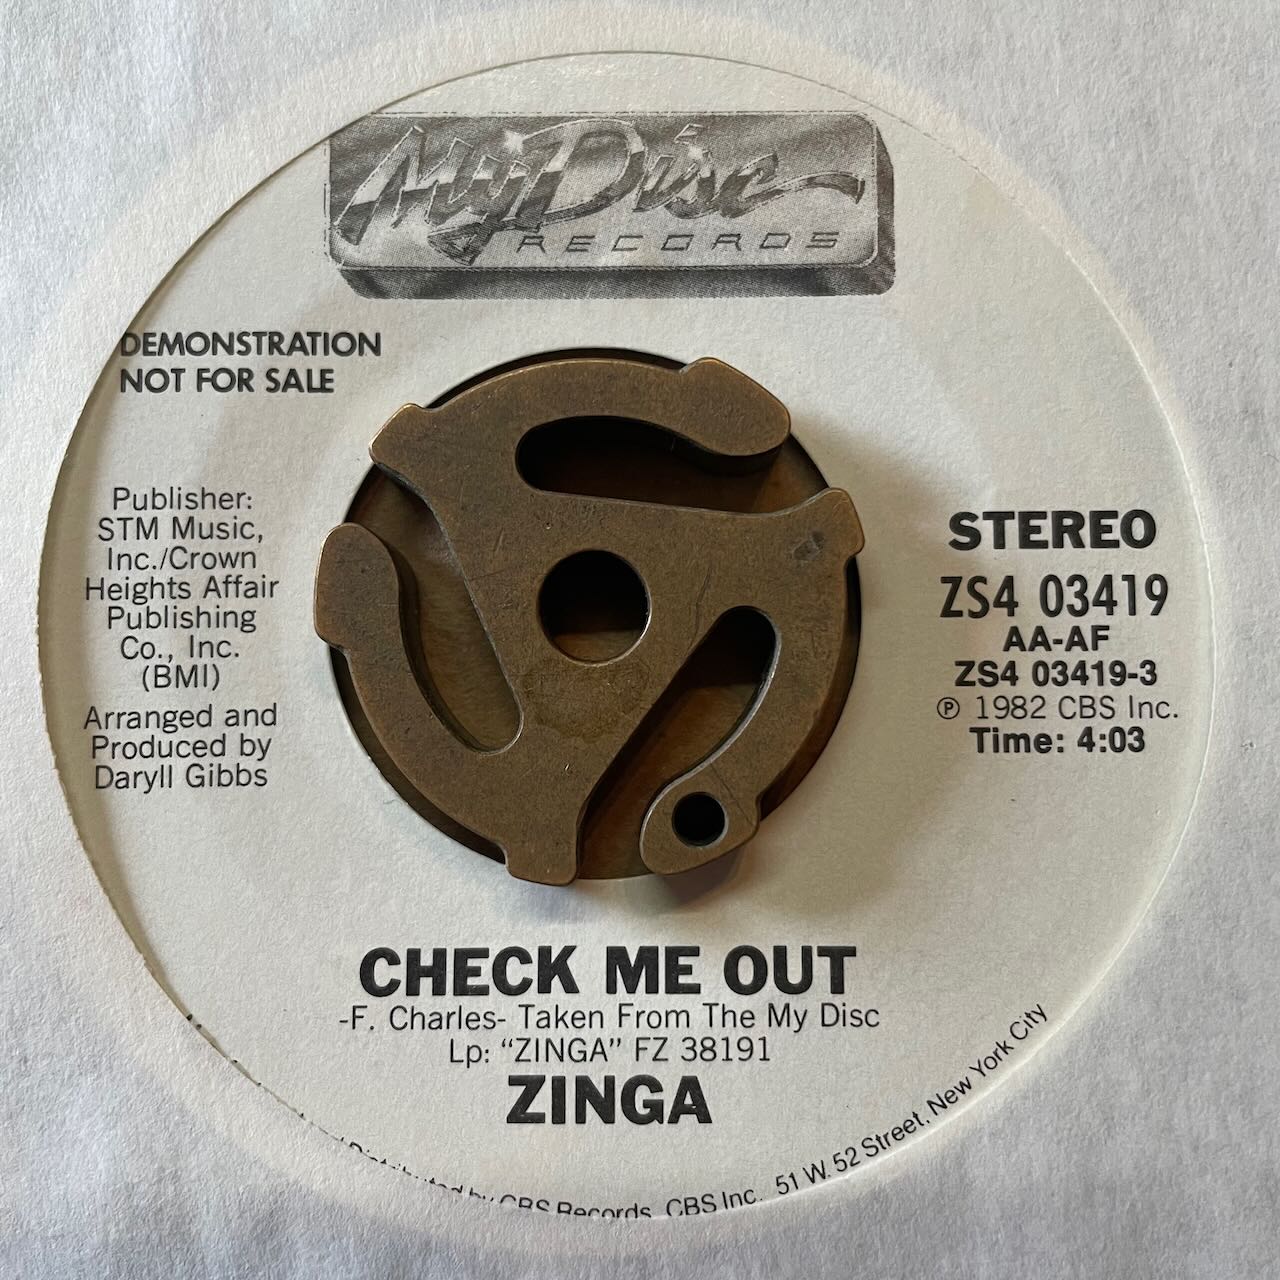 My Disc
RECORDS
DEMONSTRATION
NOT FOR SALE
Publisher:
STM Music,
Inc./Crown
Heights Affair
Publishing
Co., Inc.
(BMI)
Arranged and
Produced by
Daryll Gibbs
STEREO
ZS4 03419
AA-AF
ZS4 03419-3
℗ 1982 CBS Inc.
Time: 4:03
CHECK ME OUT
-F. Charles- Taken From The My Disc
Lp: “ZINGA” FZ 38191
ZINGA
Distributed by CBS Records, CBS Inc. 51 W. 52 Street, New York City